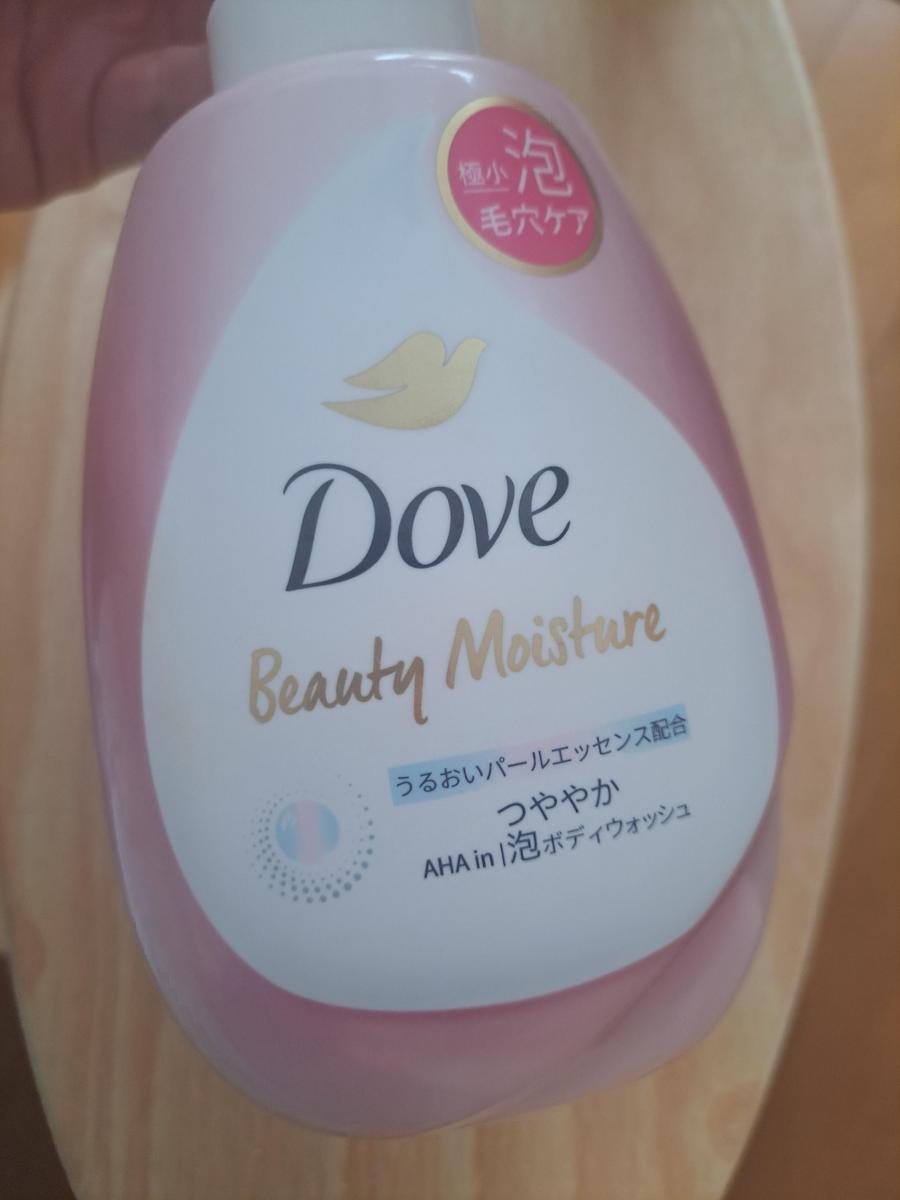 極小泡
毛穴ケア
Dove
Beauty Moisture
うるおいパールエッセンス配合
つややか
AHA in | 泡ボディウォッシュ